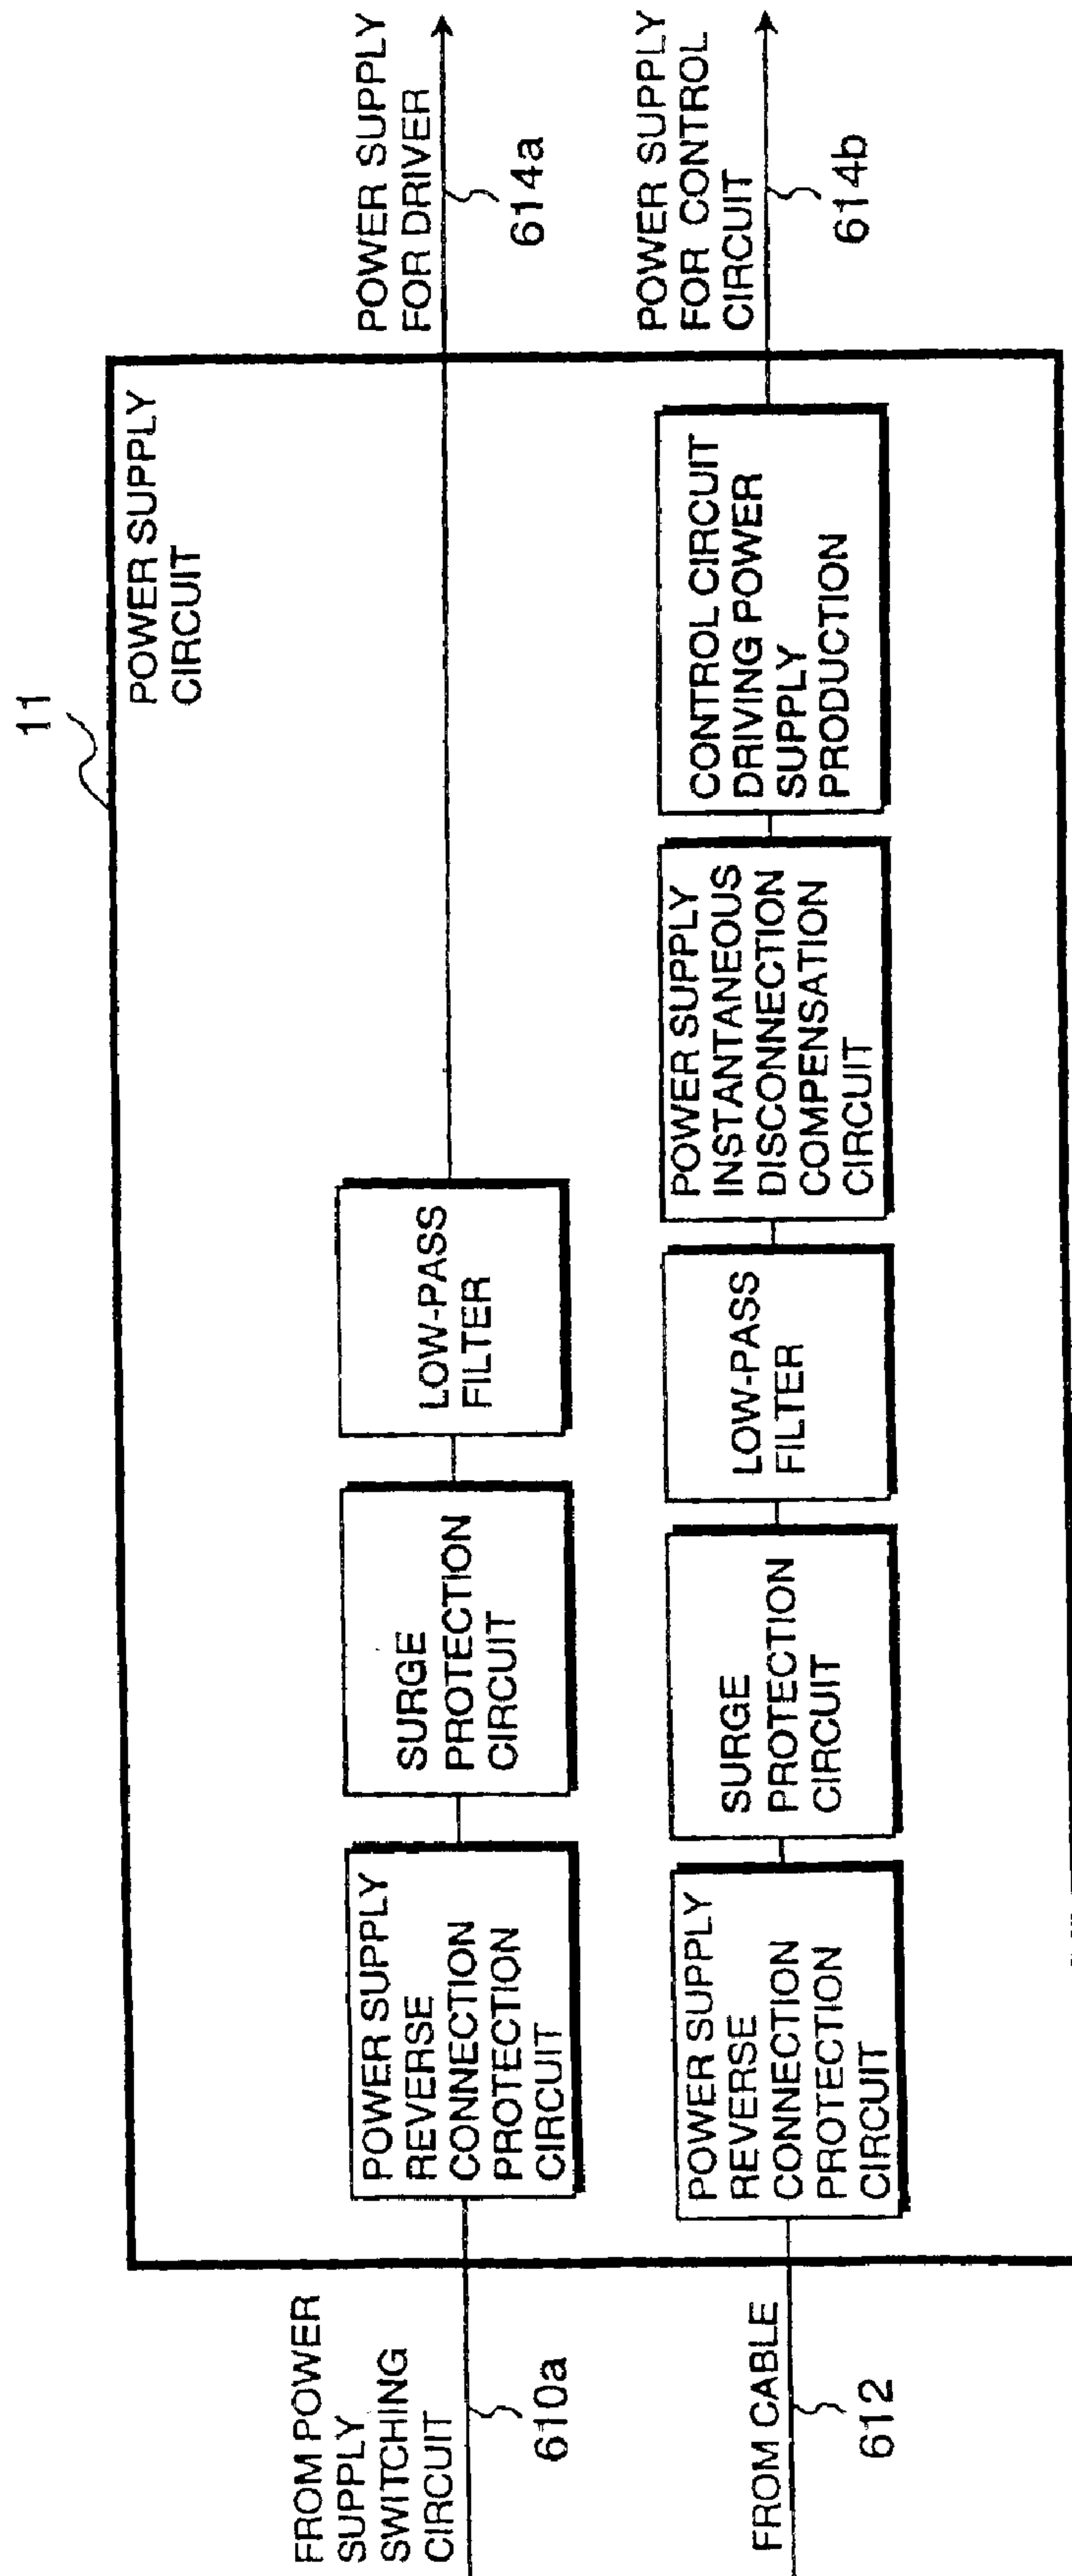 11
POWER SUPPLY
CIRCUIT
FROM POWER
SUPPLY
SWITCHING
CIRCUIT
610a
POWER SUPPLY
REVERSE
CONNECTION
PROTECTION
CIRCUIT
SURGE
PROTECTION
CIRCUIT
LOW-PASS
FILTER
POWER SUPPLY
FOR DRIVER
614a
FROM CABLE
612
POWER SUPPLY
REVERSE
CONNECTION
PROTECTION
CIRCUIT
SURGE
PROTECTION
CIRCUIT
LOW-PASS
FILTER
POWER SUPPLY
INSTANTANEOUS
DISCONNECTION
COMPENSATION
CIRCUIT
CONTROL CIRCUIT
DRIVING POWER
SUPPLY
PRODUCTION
POWER SUPPLY
FOR CONTROL
CIRCUIT
614b